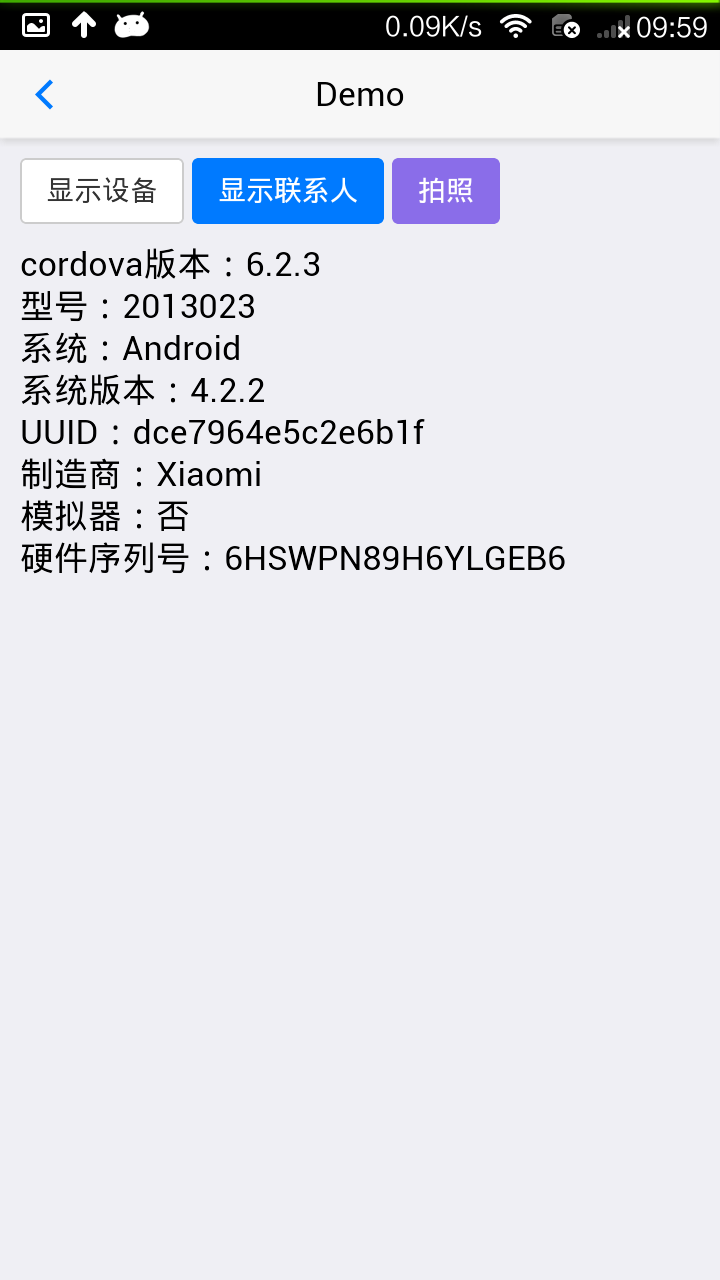 0.09K/s 09:59
Demo
显示设备 显示联系人 拍照
cordova版本：6.2.3
型号：2013023
系统：Android
系统版本：4.2.2
UUID：dce7964e5c2e6b1f
制造商：Xiaomi
模拟器：否
硬件序列号：6HSWPN89H6YLGEB6